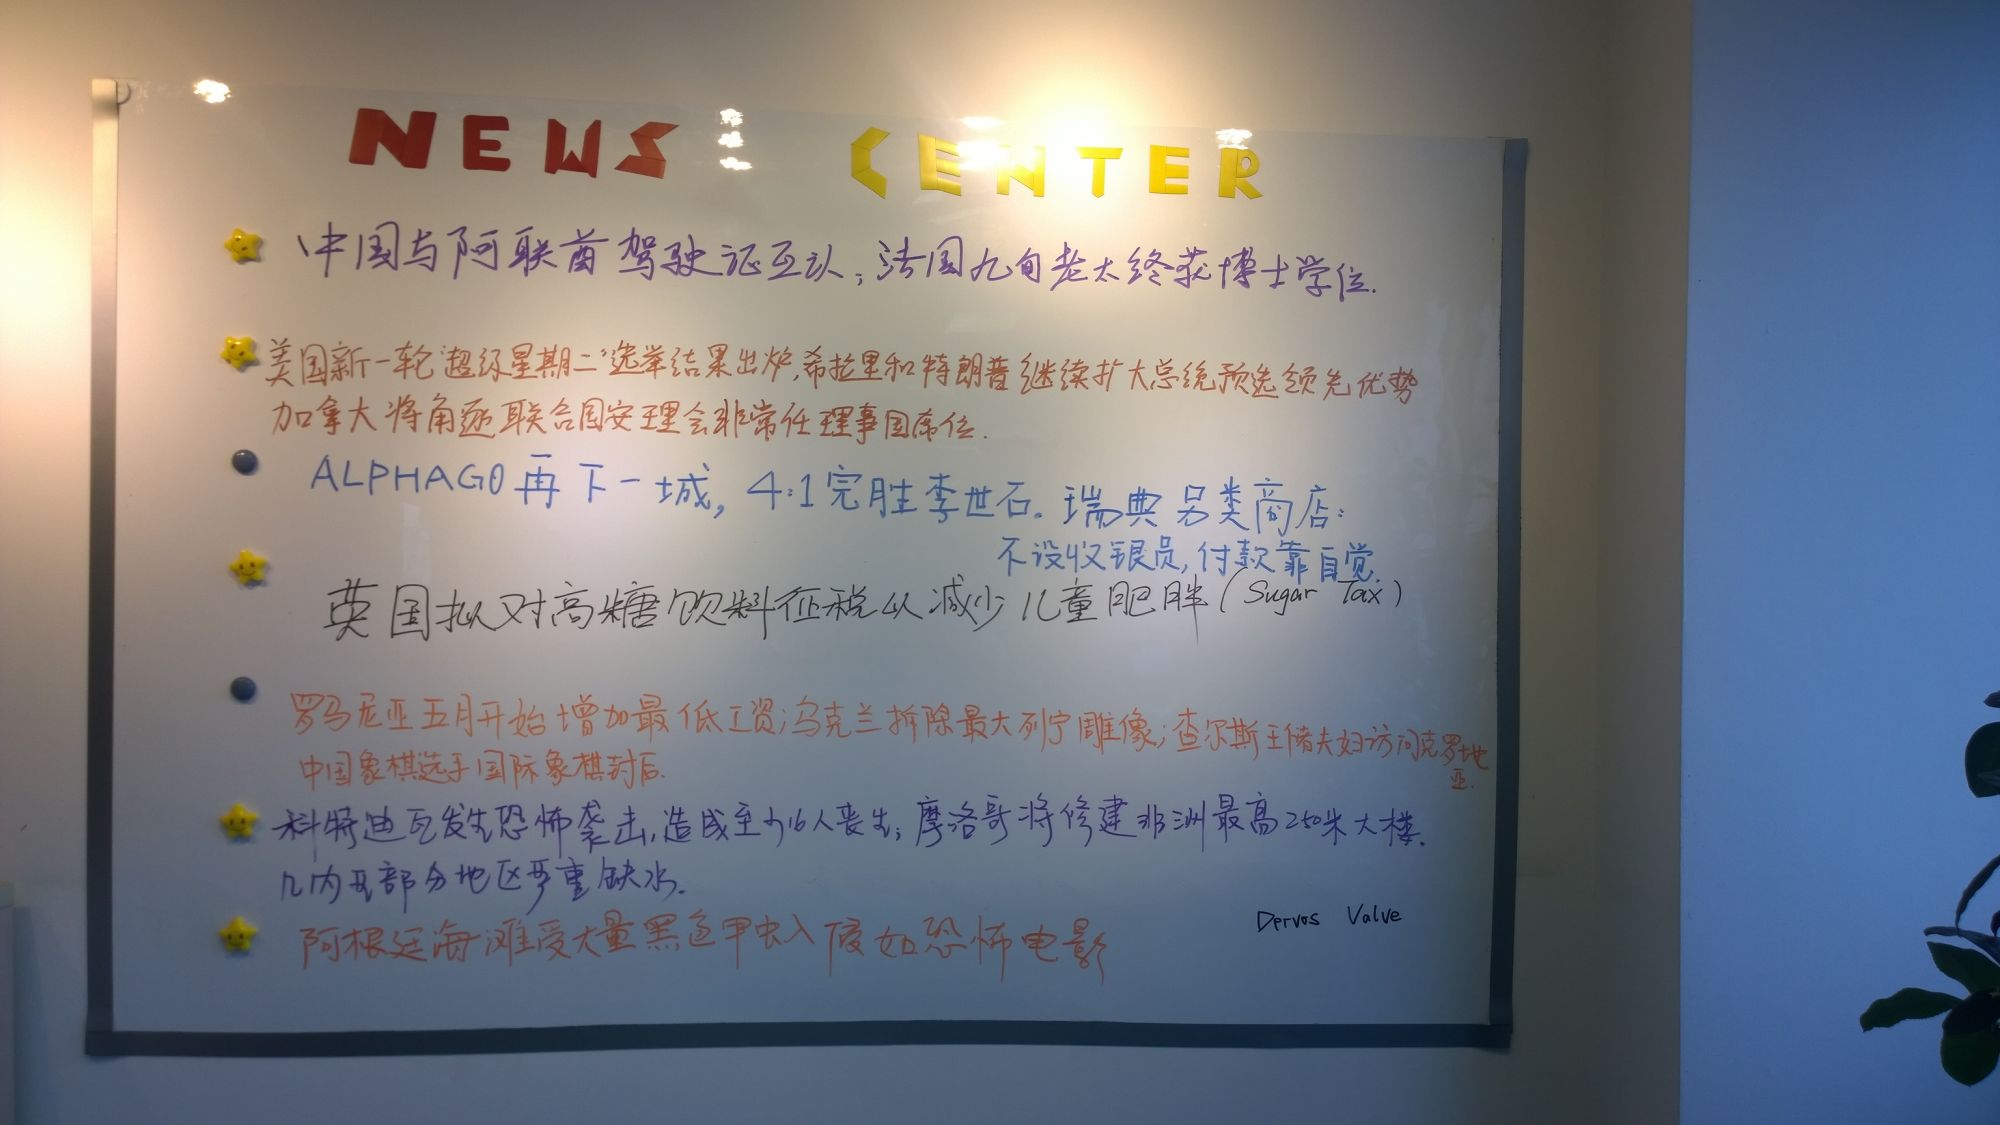 NEWS CENTER
中国与阿联酋驾驶证互认；法国九旬老太终获博士学位.
美国新一轮"超级星期二"选举结果出炉,希拉里和特朗普继续扩大总统预选领先优势
加拿大将角逐联合国安理会非常任理事国席位.
ALPHAGO再下一城, 4:1完胜李世石。瑞典另类商店:
不设收银员,付款靠自觉.
英国拟对高糖饮料征税以减少儿童肥胖(Sugar Tax)
罗马尼亚五月开始增加最低工资;乌克兰拆除最大列宁雕像;查尔斯王储夫妇访问克罗地
亚.
中国象棋选手国际象棋封后.
科特迪瓦发生恐怖袭击,造成至少16人丧生;摩洛哥将修建非洲最高250米大楼.
几内亚部分地区严重缺水.
Dervos Valve
阿根廷海滩受大量黑色甲虫入侵如恐怖电影